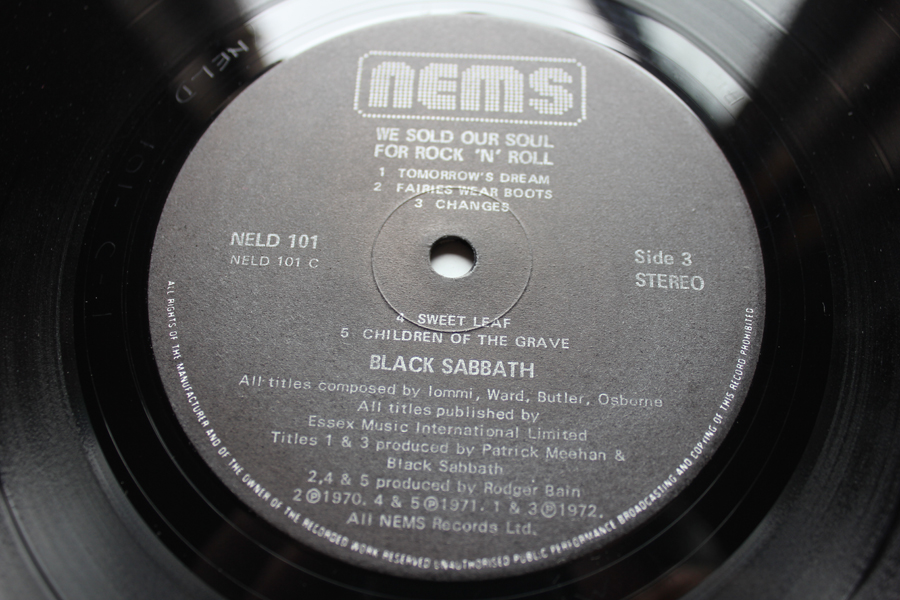 nems
WE SOLD OUR SOUL
FOR ROCK 'N' ROLL
1 TOMORROW'S DREAM
2 FAIRIES WEAR BOOTS
3 CHANGES
NELD 101
NELD 101 C
Side 3
STEREO
4 SWEET LEAF
5 CHILDREN OF THE GRAVE
BLACK SABBATH
All titles composed by Iommi, Ward, Butler, Osborne
All titles published by
Essex Music International Limited
Titles 1 & 3 produced by Patrick Meehan &
Black Sabbath
2,4 & 5 produced by Rodger Bain
2 ℗1970. 4 & 5 ℗1971. 1 & 3 ℗1972.
All NEMS Records Ltd.
ALL RIGHTS OF THE MANUFACTURER AND OF THE OWNER OF THE RECORDED WORK RESERVED UNAUTHORISED PUBLIC PERFORMANCE BROADCASTING AND COPYING OF THIS RECORD PROHIBITED
NELD 101 C